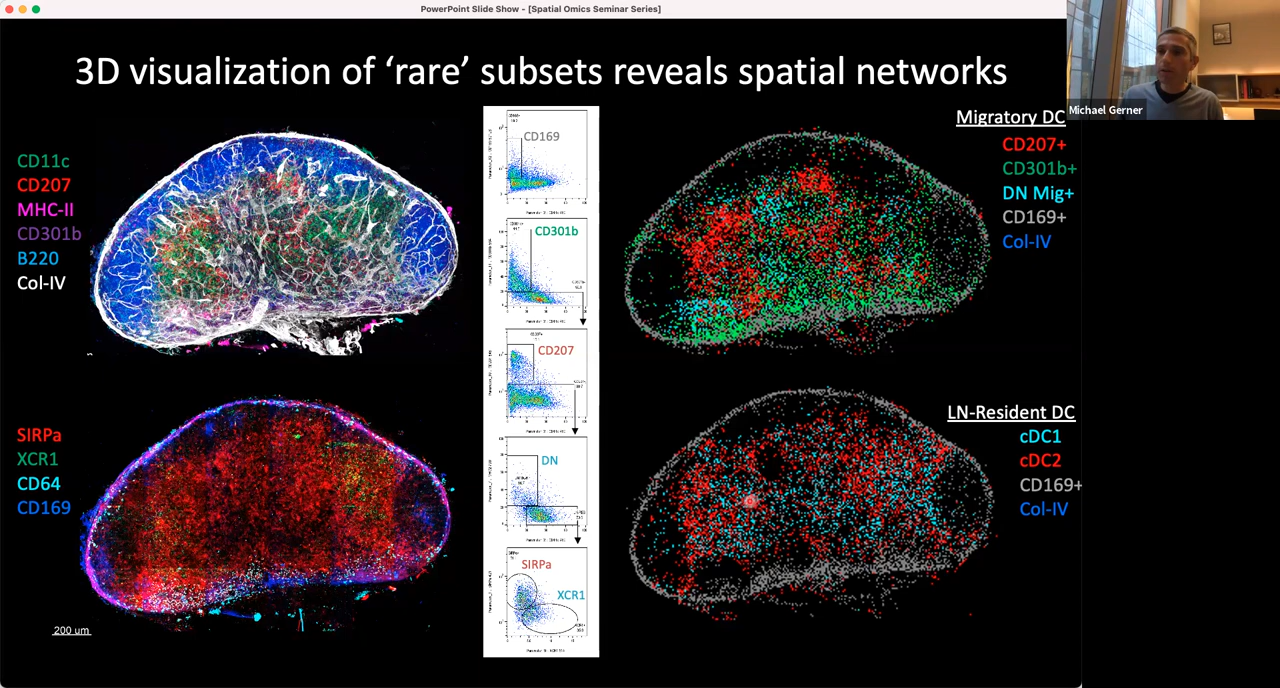 PowerPoint Slide Show - [Spatial Omics Seminar Series]
3D visualization of ‘rare’ subsets reveals spatial networks
Michael Gerner
CD11c
CD207
MHC-II
CD301b
B220
Col-IV
SIRPa
XCR1
CD64
CD169
200 um
CD169
CD301b
CD207
DN
SIRPa
XCR1
Migratory DC
CD207+
CD301b+
DN Mig+
CD169+
Col-IV
LN-Resident DC
cDC1
cDC2
CD169+
Col-IV